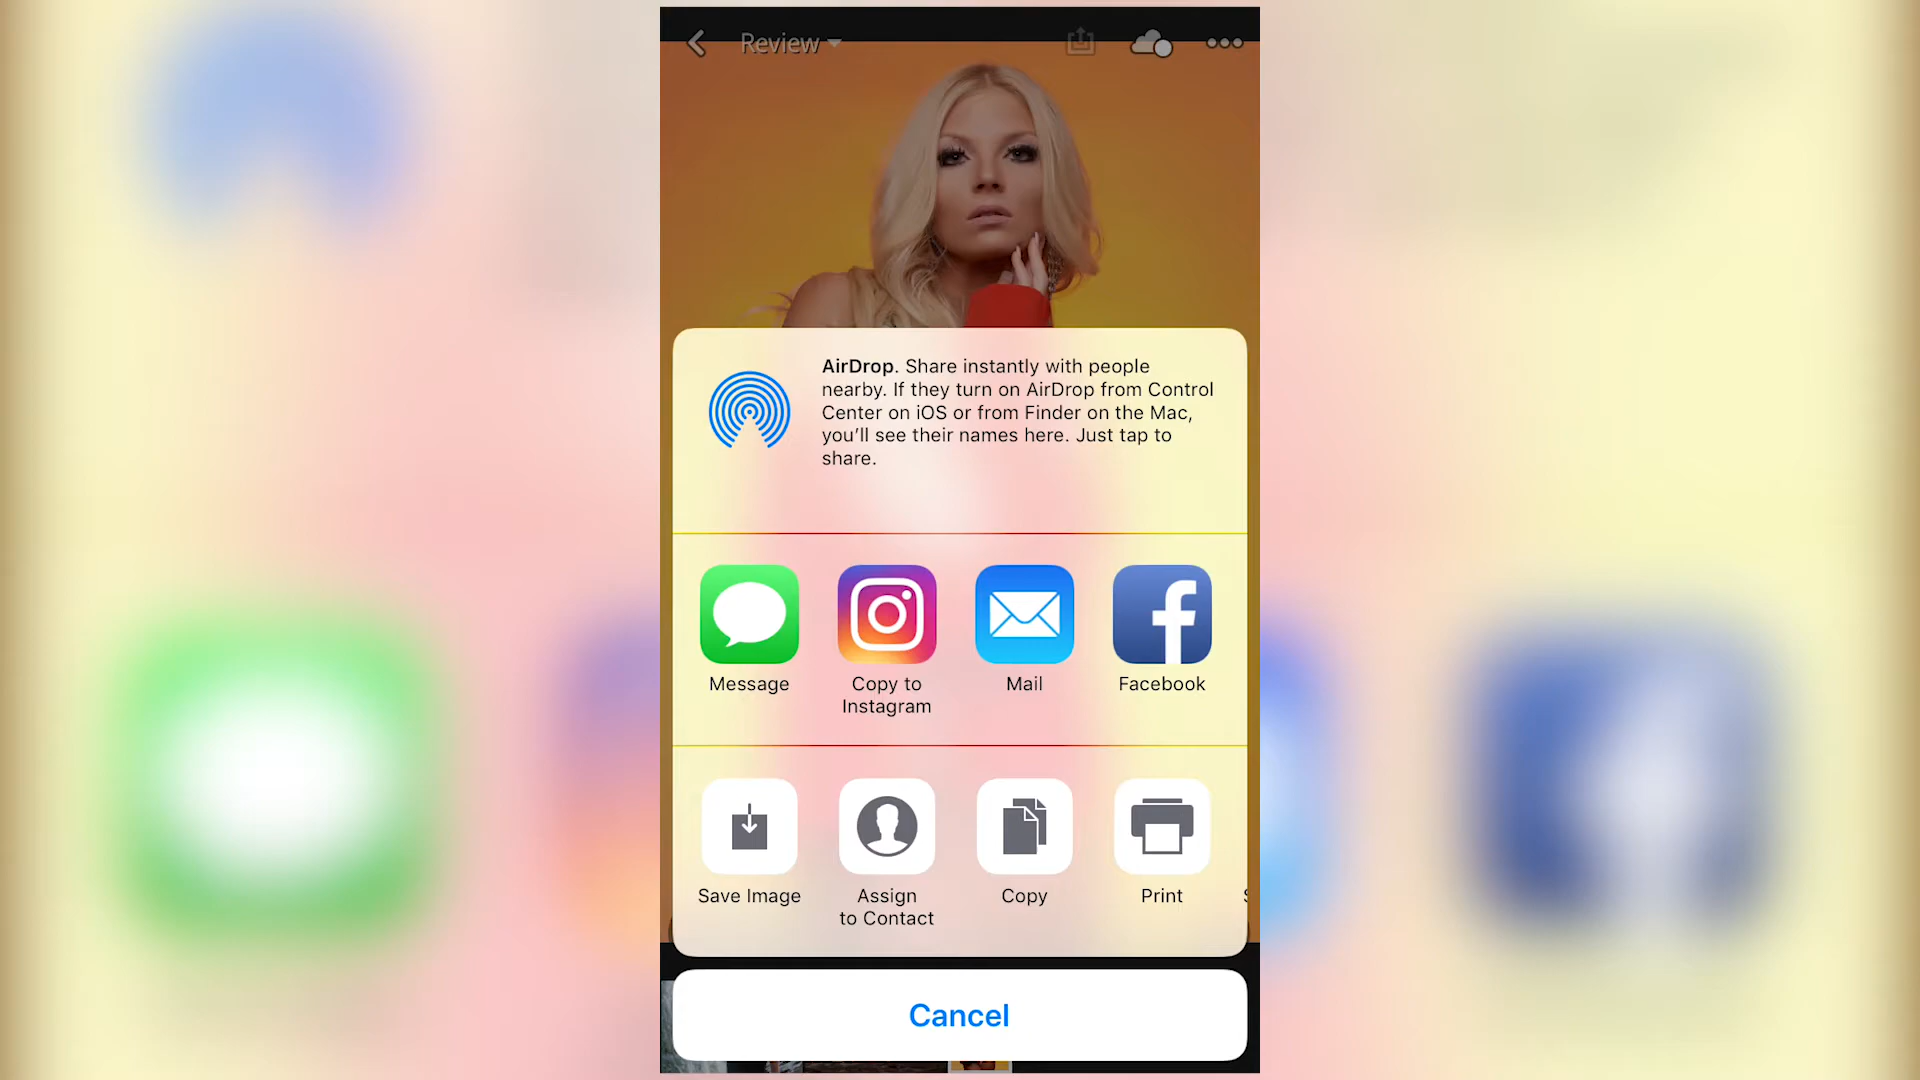 Review
AirDrop. Share instantly with people
nearby. If they turn on AirDrop from Control
Center on iOS or from Finder on the Mac,
you'll see their names here. Just tap to
share.
Message
Copy to
Instagram
Mail
Facebook
Save Image
Assign
to Contact
Copy
Print
Cancel